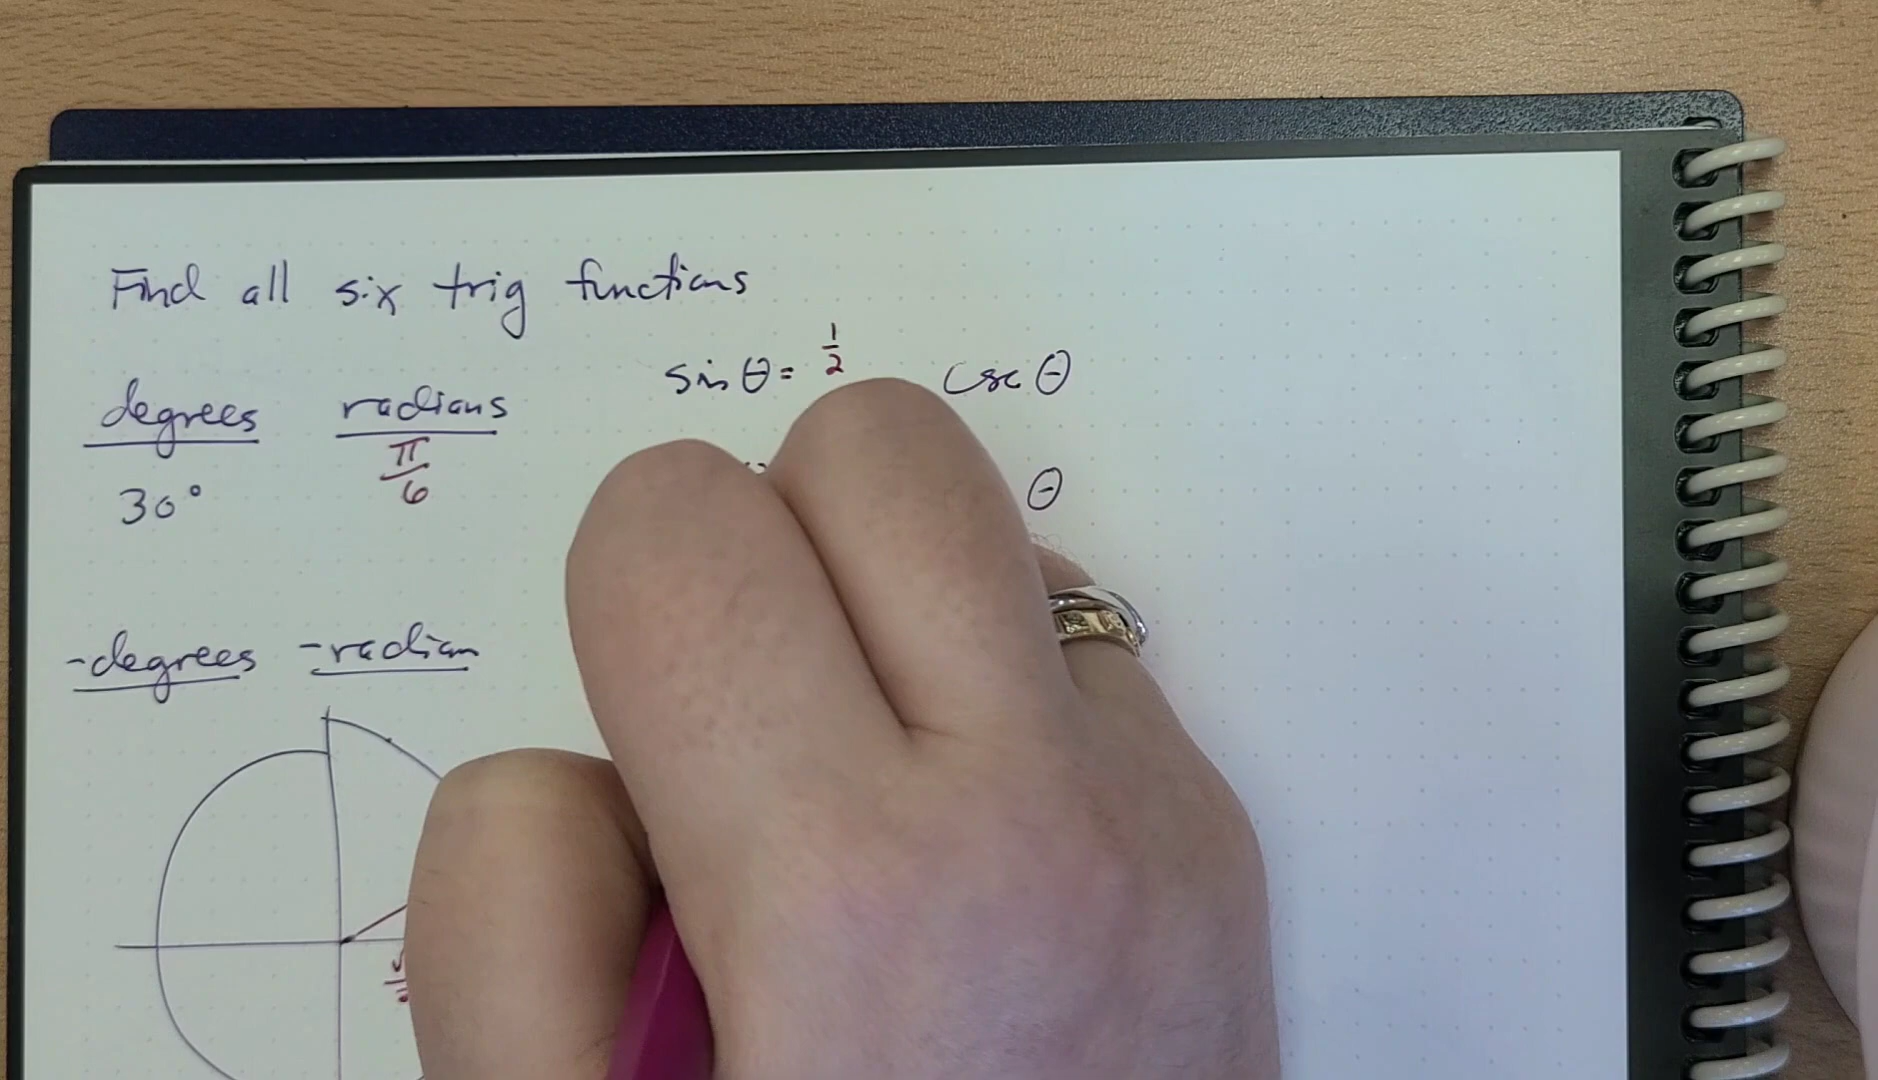 Find all six trig functions
sin θ = 1/2 csc θ
degrees radians
30° π/6
θ
-degrees -radian